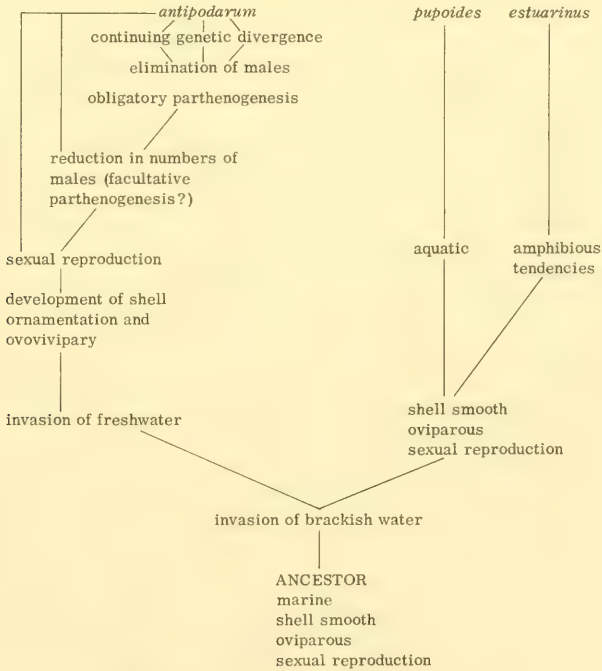 antipodarum pupoides estuarinus
continuing genetic divergence
elimination of males
obligatory parthenogenesis
reduction in numbers of
males (facultative
parthenogenesis?)
sexual reproduction
aquatic
amphibious
tendencies
development of shell
ornamentation and
ovovivipary
invasion of freshwater
shell smooth
oviparous
sexual reproduction
invasion of brackish water
ANCESTOR
marine
shell smooth
oviparous
sexual reproduction